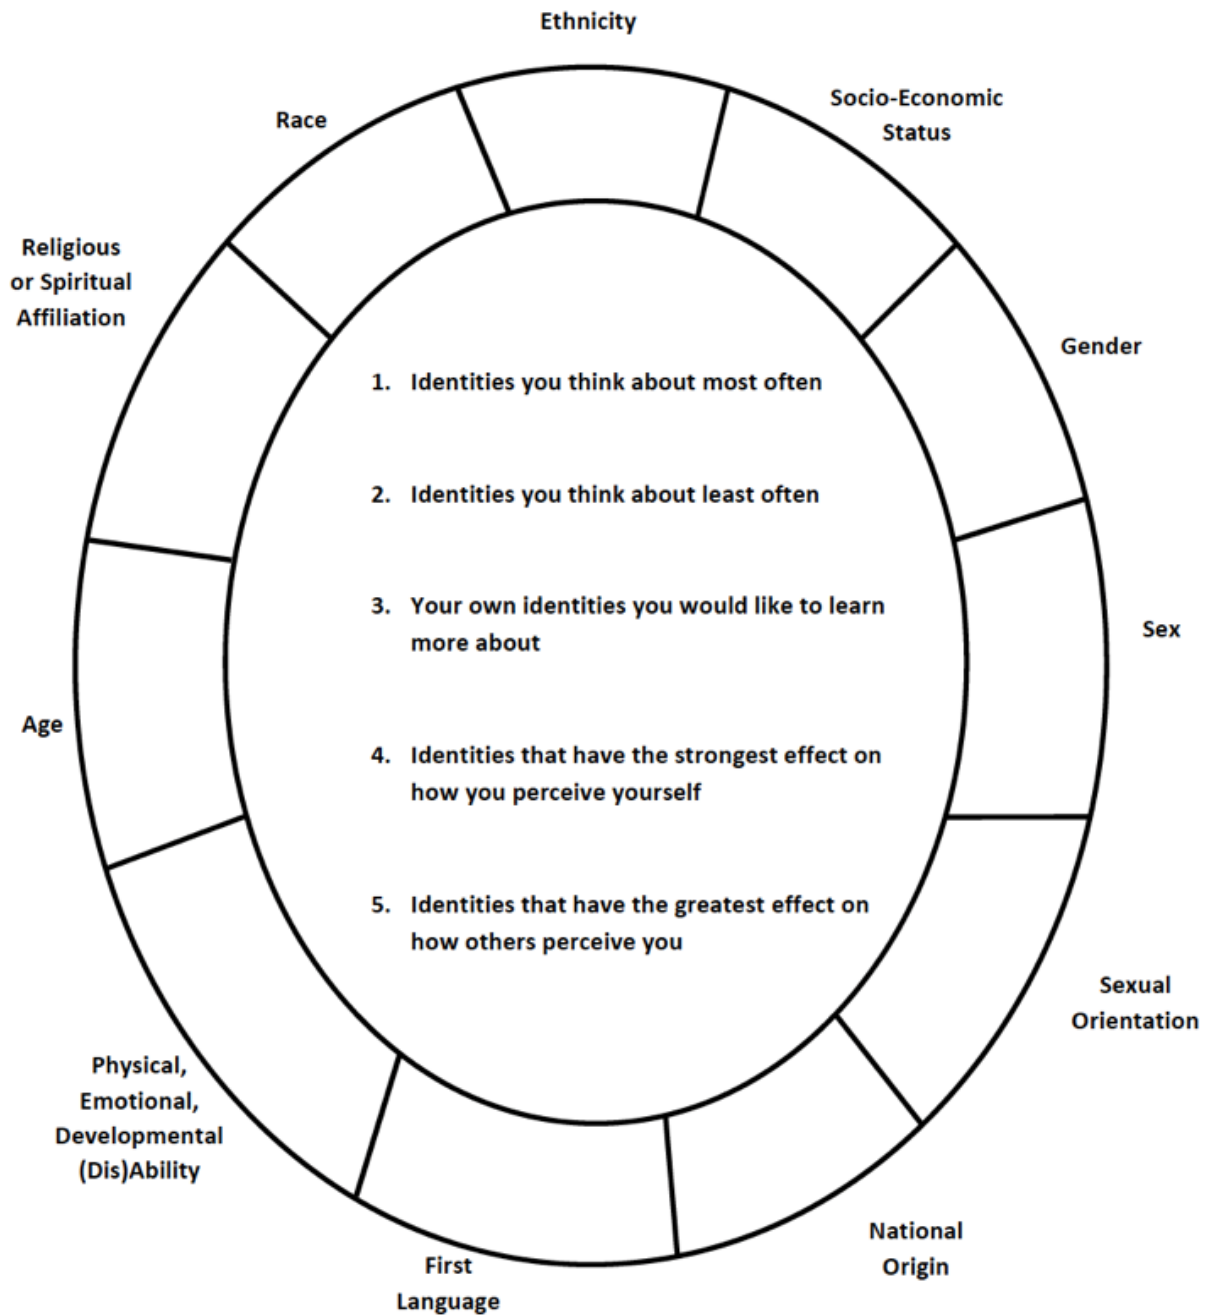 Ethnicity
Socio-Economic
Status
Race
Religious
or Spiritual
Affiliation
Gender
1. Identities you think about most often
2. Identities you think about least often
3. Your own identities you would like to learn
more about
Sex
Age
4. Identities that have the strongest effect on
how you perceive yourself
5. Identities that have the greatest effect on
how others perceive you
Sexual
Orientation
Physical,
Emotional,
Developmental
(Dis)Ability
National
Origin
First
Language